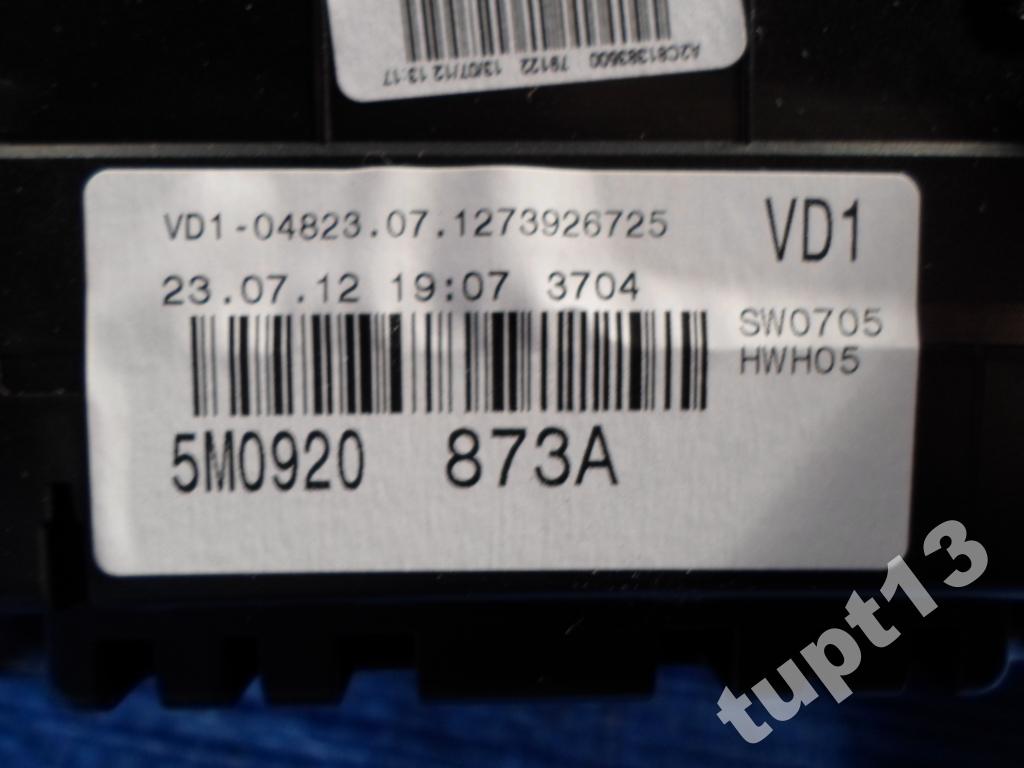 A2C81383600 79122 13/07/12 13:17
VD1-04823.07.1273926725
VD1
23.07.12 19:07 3704
SW0705
HWH05
5M0920 873A
tupt13